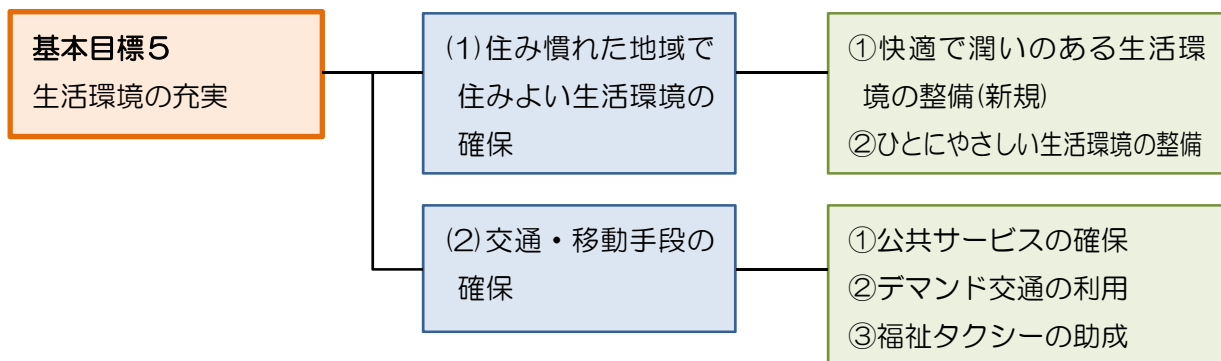 基本目標5
生活環境の充実
(1)住み慣れた地域で
住みよい生活環境の
確保
①快適で潤いのある生活環
境の整備(新規)
②ひとにやさしい生活環境の整備
(2)交通・移動手段の
確保
①公共サービスの確保
②デマンド交通の利用
③福祉タクシーの助成